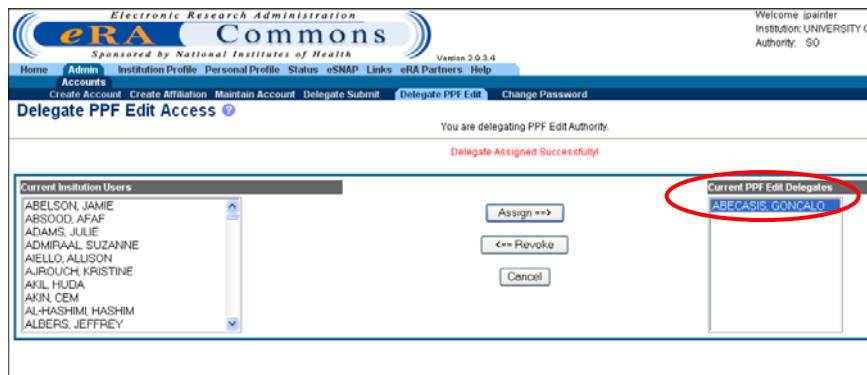 Electronic Research Administration
eRA Commons
Sponsored by National Institutes of Health
Version 2.9.3.4
Welcome jpainter
Institution: UNIVERSITY
Authority: SO
Home Admin Institution Profile Personal Profile Status eSNAP Links eRA Partners Help
Accounts
Create Account Create Affiliation Maintain Account Delegate Submit Delegate PPF Edit Change Password
Delegate PPF Edit Access ?
You are delegating PPF Edit Authority.
Delegate Assigned Successfully!
Current Insitution Users
ABELSON, JAMIE
ABSOOD, AFAF
ADAMS, JULIE
ADMIRAAL, SUZANNE
AIELLO, ALLISON
AJROUCH, KRISTINE
AKIL, HUDA
AKIN, CEM
AL-HASHIMI, HASHIM
ALBERS, JEFFREY
Assign ==>
<== Revoke
Cancel
Current PPF Edit Delegates
ABECASIS, GONCALO